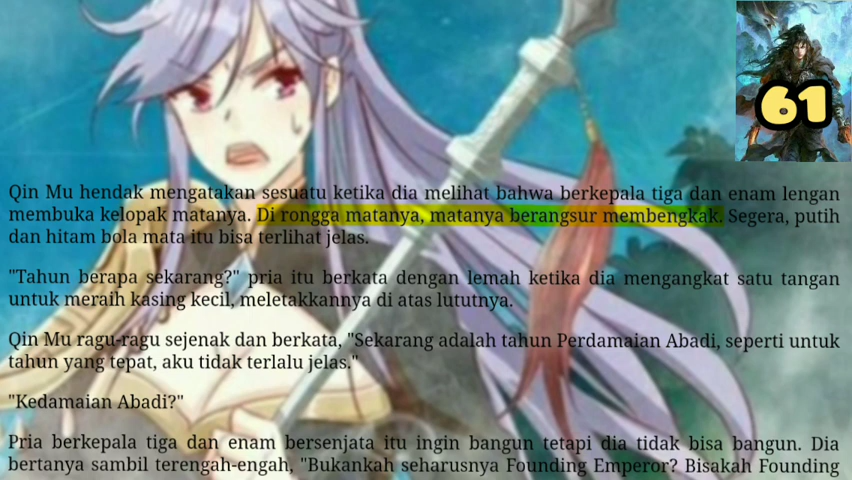 61
Qin Mu hendak mengatakan sesuatu ketika dia melihat bahwa berkepala tiga dan enam lengan
membuka kelopak matanya. Di rongga matanya, matanya berangsur membengkak. Segera, putih
dan hitam bola mata itu bisa terlihat jelas.
"Tahun berapa sekarang?" pria itu berkata dengan lemah ketika dia mengangkat satu tangan
untuk meraih kasing kecil, meletakkannya di atas lututnya.
Qin Mu ragu-ragu sejenak dan berkata, "Sekarang adalah tahun Perdamaian Abadi, seperti untuk
tahun yang tepat, aku tidak terlalu jelas."
"Kedamaian Abadi?"
Pria berkepala tiga dan enam bersenjata itu ingin bangun tetapi dia tidak bisa bangun. Dia
bertanya sambil terengah-engah, "Bukankah seharusnya Founding Emperor? Bisakah Founding